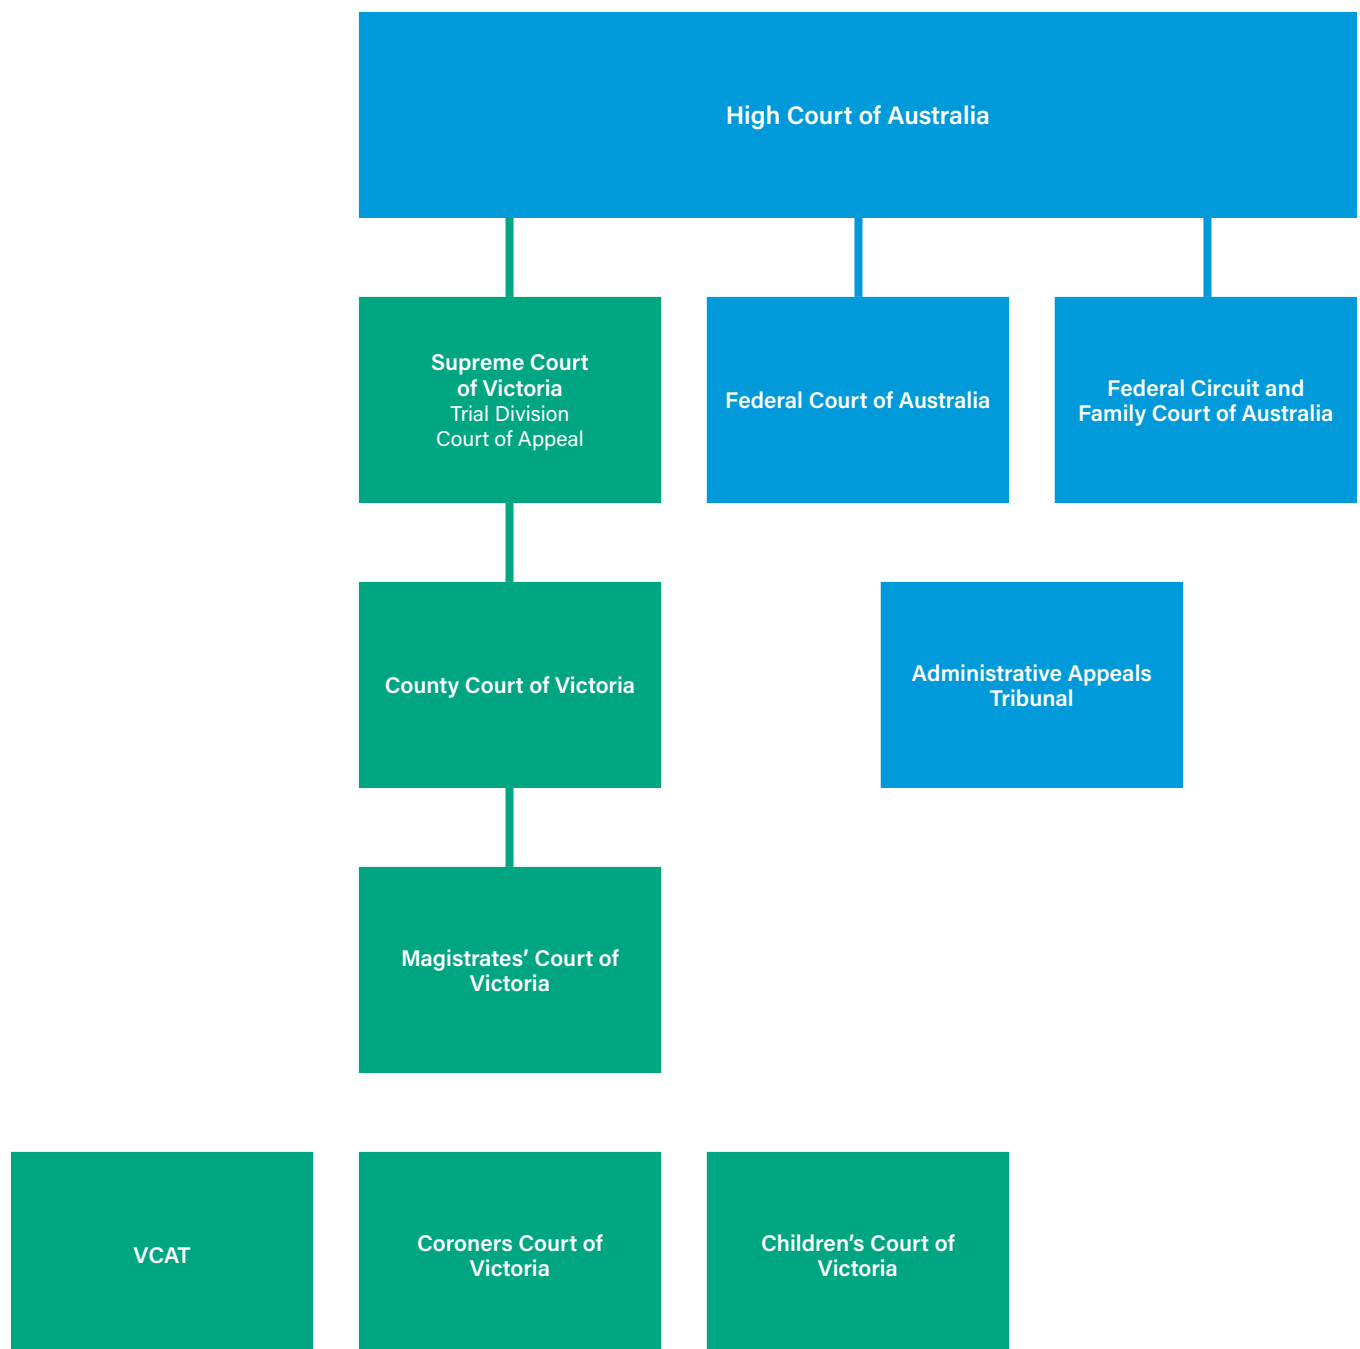 High Court of Australia
Supreme Court
of Victoria
Trial Division
Court of Appeal
Federal Court of Australia
Federal Circuit and
Family Court of Australia
County Court of Victoria
Administrative Appeals
Tribunal
Magistrates’ Court of
Victoria
VCAT
Coroners Court of
Victoria
Children’s Court of
Victoria